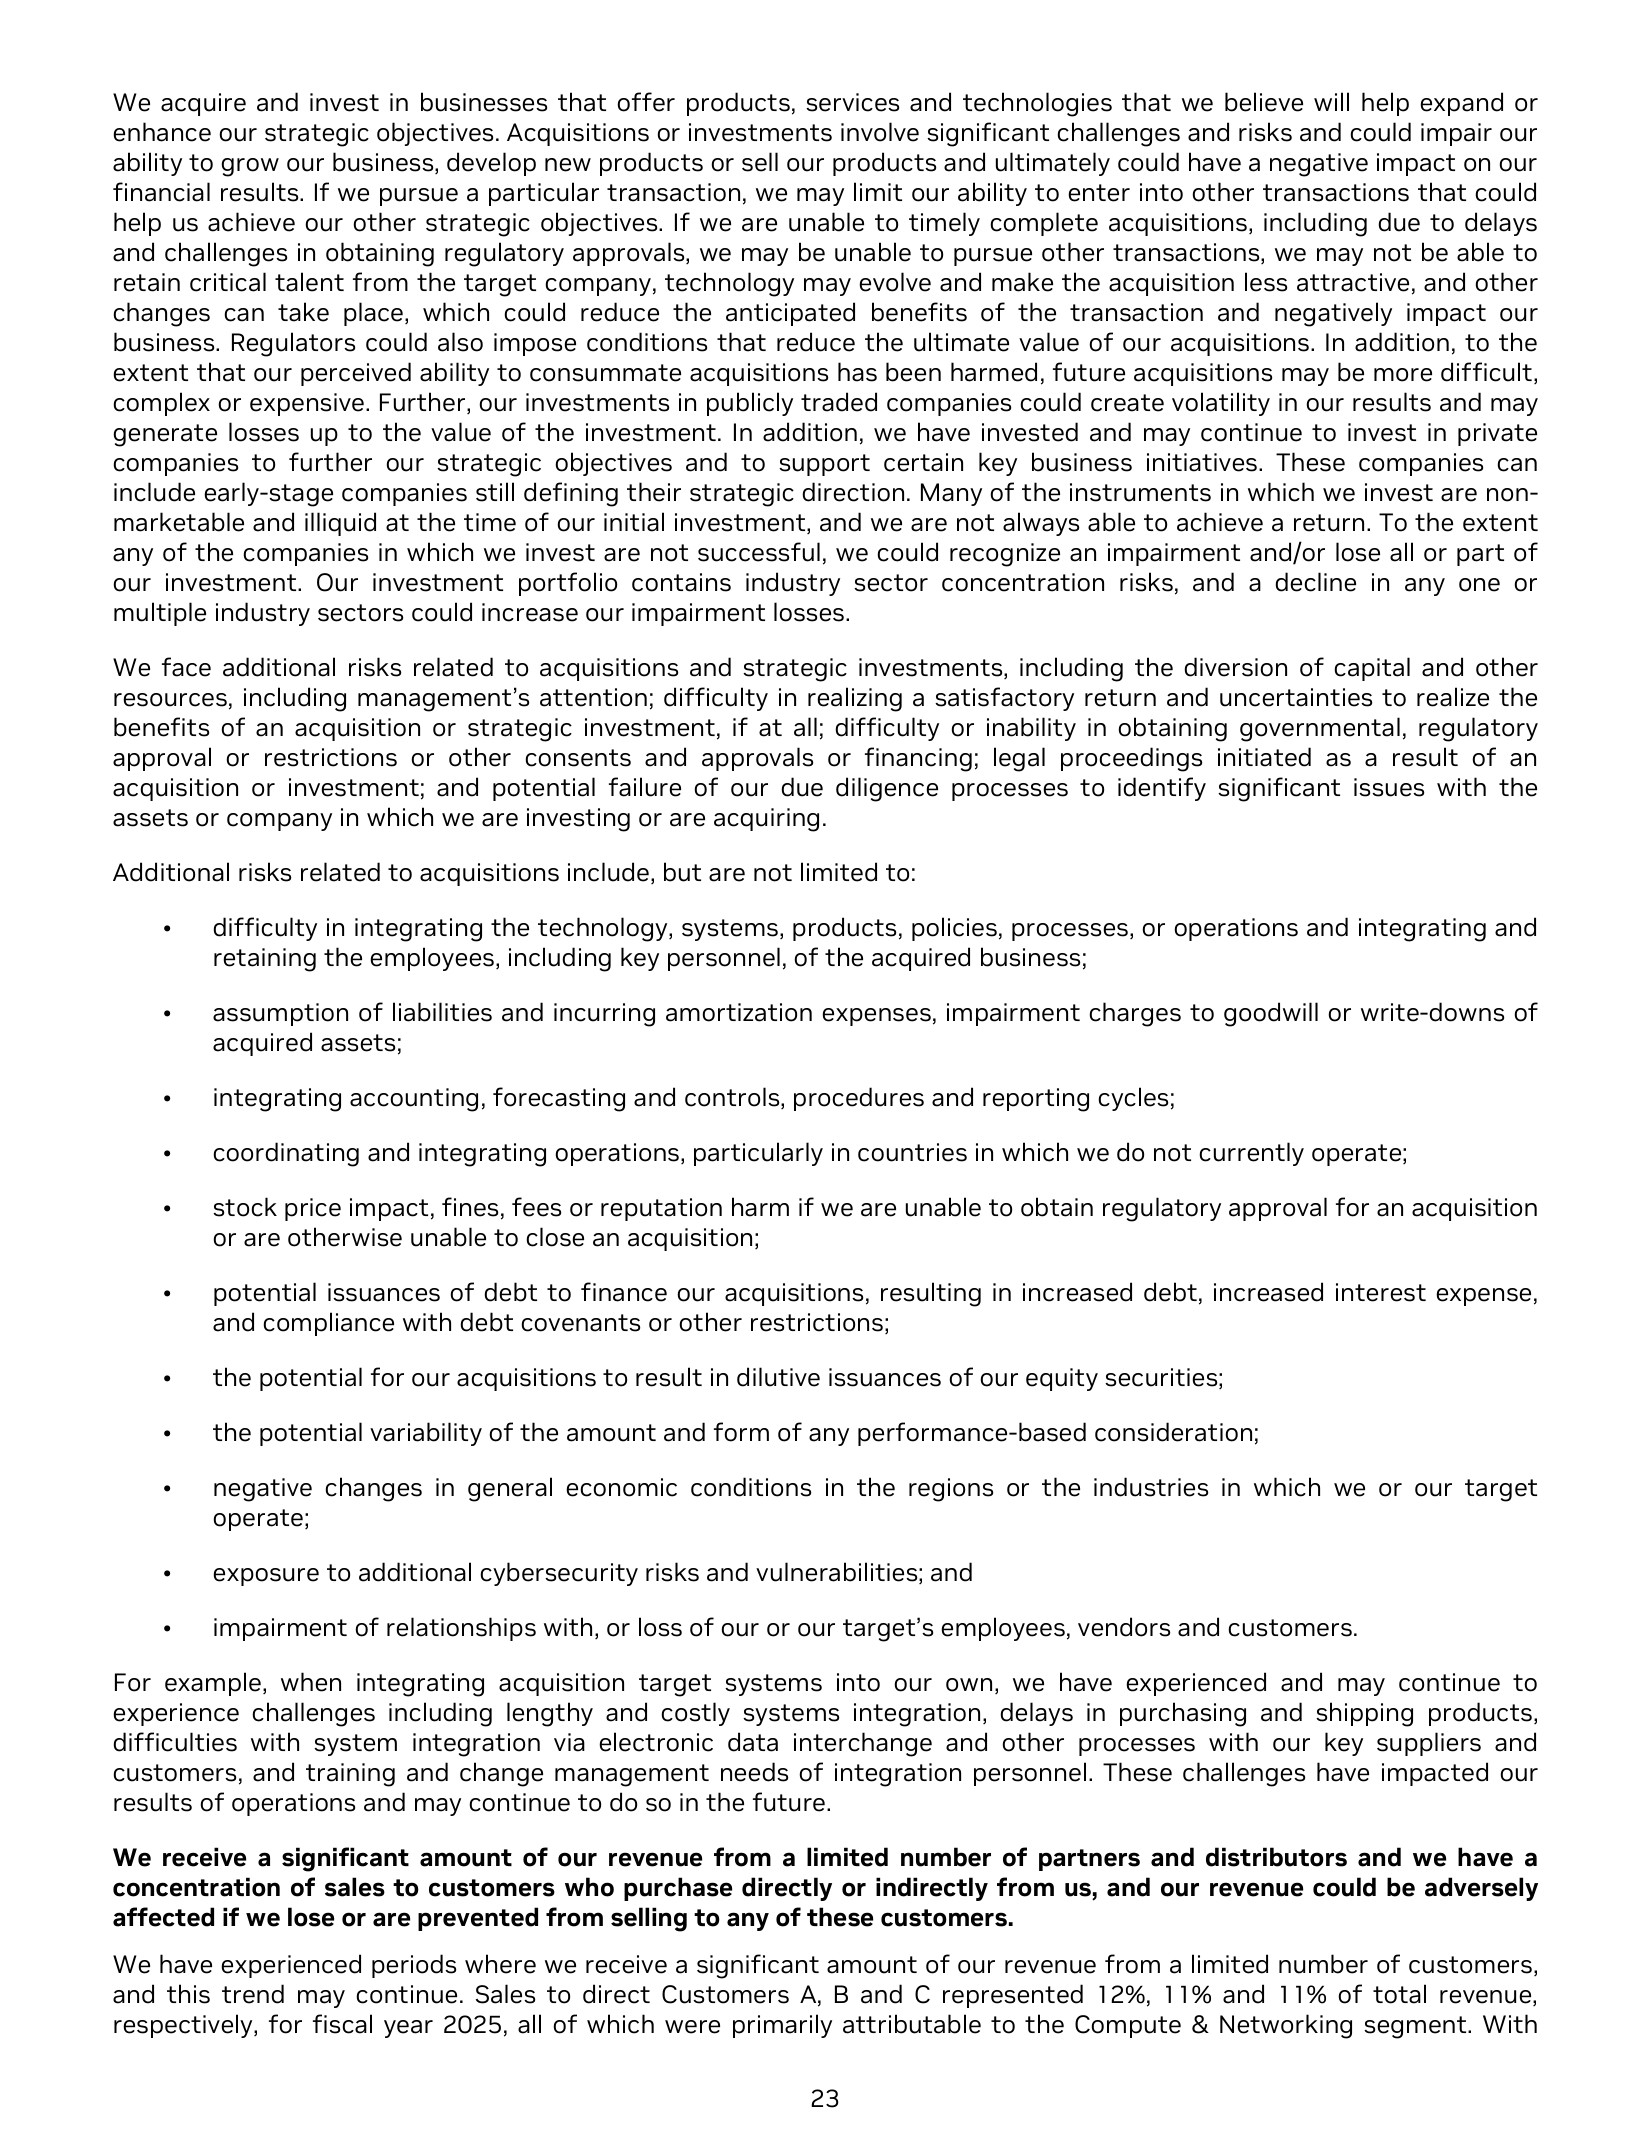 We acquire and invest in businesses that offer products, services and technologies that we believe will help expand or
enhance our strategic objectives. Acquisitions or investments involve significant challenges and risks and could impair our
ability to grow our business, develop new products or sell our products and ultimately could have a negative impact on our
financial results. If we pursue a particular transaction, we may limit our ability to enter into other transactions that could
help us achieve our other strategic objectives. If we are unable to timely complete acquisitions, including due to delays
and challenges in obtaining regulatory approvals, we may be unable to pursue other transactions, we may not be able to
retain critical talent from the target company, technology may evolve and make the acquisition less attractive, and other
changes can take place, which could reduce the anticipated benefits of the transaction and negatively impact our
business. Regulators could also impose conditions that reduce the ultimate value of our acquisitions. In addition, to the
extent that our perceived ability to consummate acquisitions has been harmed, future acquisitions may be more difficult,
complex or expensive. Further, our investments in publicly traded companies could create volatility in our results and may
generate losses up to the value of the investment. In addition, we have invested and may continue to invest in private
companies to further our strategic objectives and to support certain key business initiatives. These companies can
include early-stage companies still defining their strategic direction. Many of the instruments in which we invest are non-
marketable and illiquid at the time of our initial investment, and we are not always able to achieve a return. To the extent
any of the companies in which we invest are not successful, we could recognize an impairment and/or lose all or part of
our investment. Our investment portfolio contains industry sector concentration risks, and a decline in any one or
multiple industry sectors could increase our impairment losses.
We face additional risks related to acquisitions and strategic investments, including the diversion of capital and other
resources, including management’s attention; difficulty in realizing a satisfactory return and uncertainties to realize the
benefits of an acquisition or strategic investment, if at all; difficulty or inability in obtaining governmental, regulatory
approval or restrictions or other consents and approvals or financing; legal proceedings initiated as a result of an
acquisition or investment; and potential failure of our due diligence processes to identify significant issues with the
assets or company in which we are investing or are acquiring.
Additional risks related to acquisitions include, but are not limited to:
• difficulty in integrating the technology, systems, products, policies, processes, or operations and integrating and
retaining the employees, including key personnel, of the acquired business;
• assumption of liabilities and incurring amortization expenses, impairment charges to goodwill or write-downs of
acquired assets;
• integrating accounting, forecasting and controls, procedures and reporting cycles;
• coordinating and integrating operations, particularly in countries in which we do not currently operate;
• stock price impact, fines, fees or reputation harm if we are unable to obtain regulatory approval for an acquisition
or are otherwise unable to close an acquisition;
• potential issuances of debt to finance our acquisitions, resulting in increased debt, increased interest expense,
and compliance with debt covenants or other restrictions;
• the potential for our acquisitions to result in dilutive issuances of our equity securities;
• the potential variability of the amount and form of any performance-based consideration;
• negative changes in general economic conditions in the regions or the industries in which we or our target
operate;
• exposure to additional cybersecurity risks and vulnerabilities; and
• impairment of relationships with, or loss of our or our target’s employees, vendors and customers.
For example, when integrating acquisition target systems into our own, we have experienced and may continue to
experience challenges including lengthy and costly systems integration, delays in purchasing and shipping products,
difficulties with system integration via electronic data interchange and other processes with our key suppliers and
customers, and training and change management needs of integration personnel. These challenges have impacted our
results of operations and may continue to do so in the future.
We receive a significant amount of our revenue from a limited number of partners and distributors and we have a
concentration of sales to customers who purchase directly or indirectly from us, and our revenue could be adversely
affected if we lose or are prevented from selling to any of these customers.
We have experienced periods where we receive a significant amount of our revenue from a limited number of customers,
and this trend may continue. Sales to direct Customers A, B and C represented 12%, 11% and 11% of total revenue,
respectively, for fiscal year 2025, all of which were primarily attributable to the Compute & Networking segment. With
23